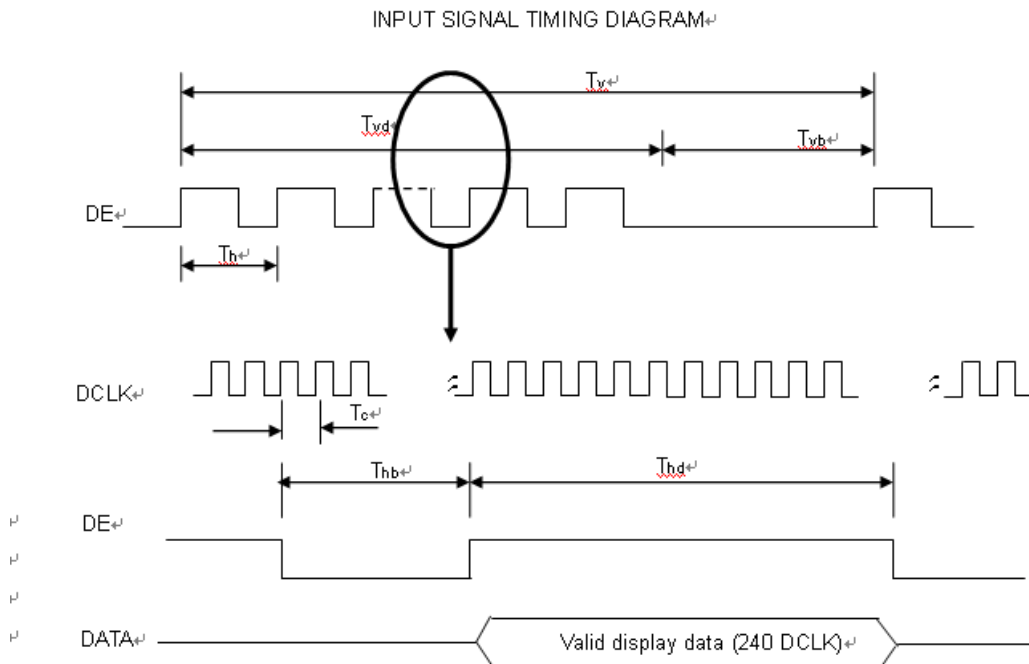 INPUT SIGNAL TIMING DIAGRAM↵
Tv↵
Tvd↵
Tvb↵
DE↵
Th↵
DCLK↵
Tc↵
Thb↵
Thd↵
DE↵
DATA↵
Valid display data (240 DCLK)↵